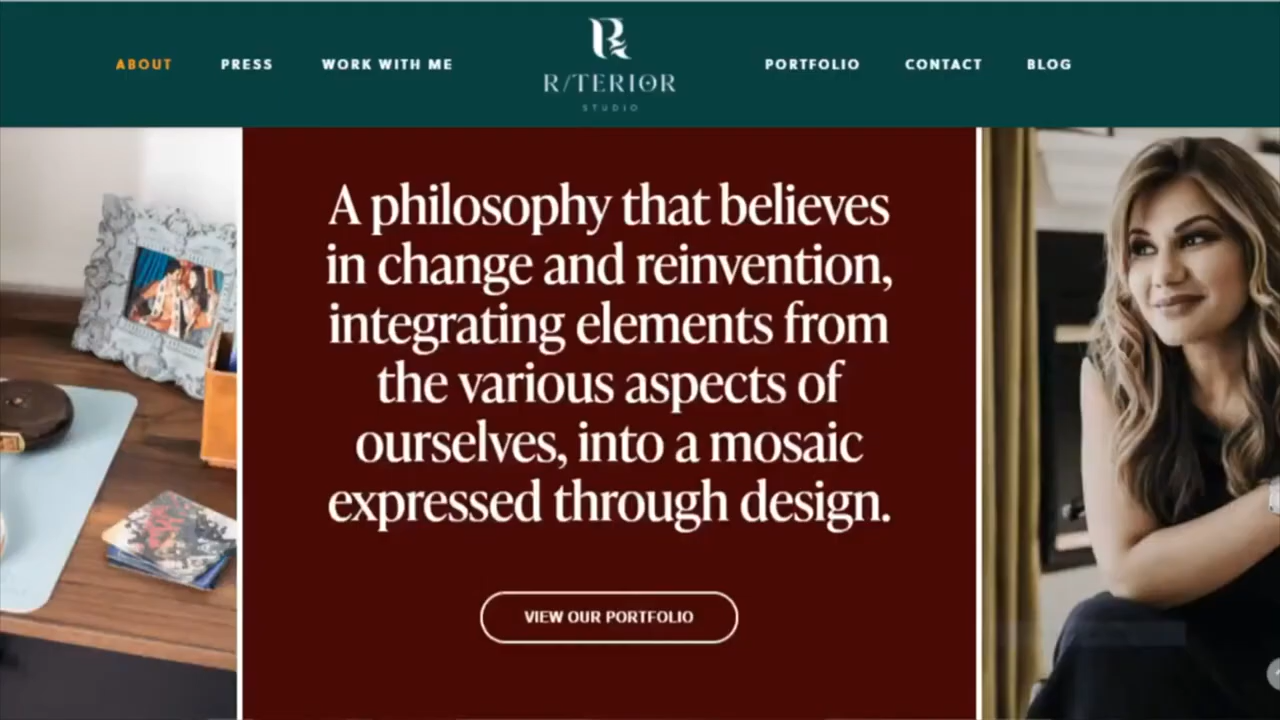 ABOUT
PRESS
WORK WITH ME
R
R/TERIOR
STUDIO
PORTFOLIO
CONTACT
BLOG
A philosophy that believes
in change and reinvention,
integrating elements from
the various aspects of
ourselves, into a mosaic
expressed through design.
VIEW OUR PORTFOLIO